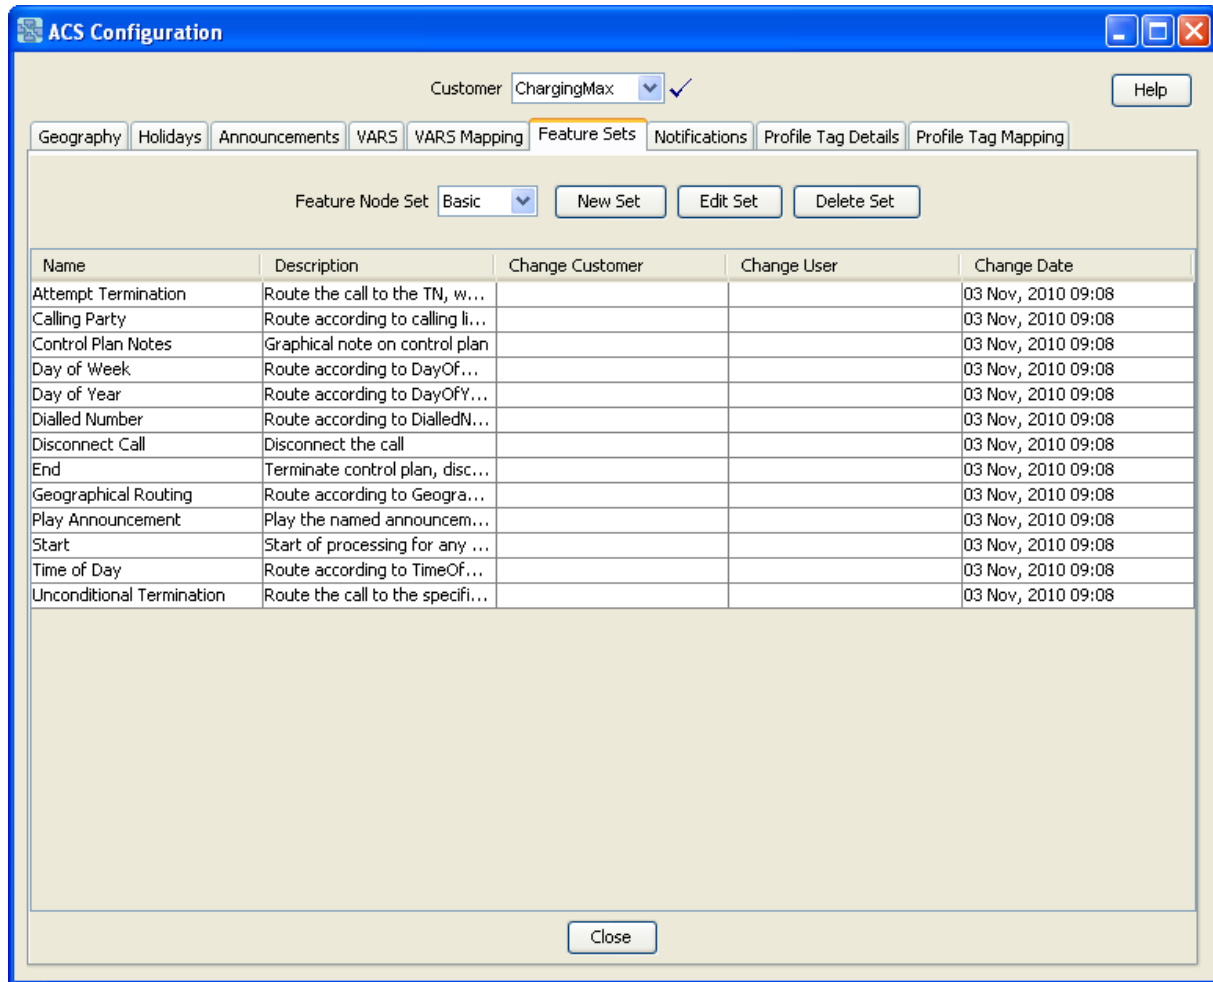 ACS Configuration
Customer ChargingMax Help
Geography Holidays Announcements VARS VARS Mapping Feature Sets Notifications Profile Tag Details Profile Tag Mapping
Feature Node Set Basic New Set Edit Set Delete Set
Name Description Change Customer Change User Change Date
Attempt Termination Route the call to the TN, w... 03 Nov, 2010 09:08
Calling Party Route according to calling li... 03 Nov, 2010 09:08
Control Plan Notes Graphical note on control plan 03 Nov, 2010 09:08
Day of Week Route according to DayOf... 03 Nov, 2010 09:08
Day of Year Route according to DayOfY... 03 Nov, 2010 09:08
Dialled Number Route according to DialledN... 03 Nov, 2010 09:08
Disconnect Call Disconnect the call 03 Nov, 2010 09:08
End Terminate control plan, disc... 03 Nov, 2010 09:08
Geographical Routing Route according to Geogra... 03 Nov, 2010 09:08
Play Announcement Play the named announcem... 03 Nov, 2010 09:08
Start Start of processing for any ... 03 Nov, 2010 09:08
Time of Day Route according to TimeOf... 03 Nov, 2010 09:08
Unconditional Termination Route the call to the specifi... 03 Nov, 2010 09:08
Close